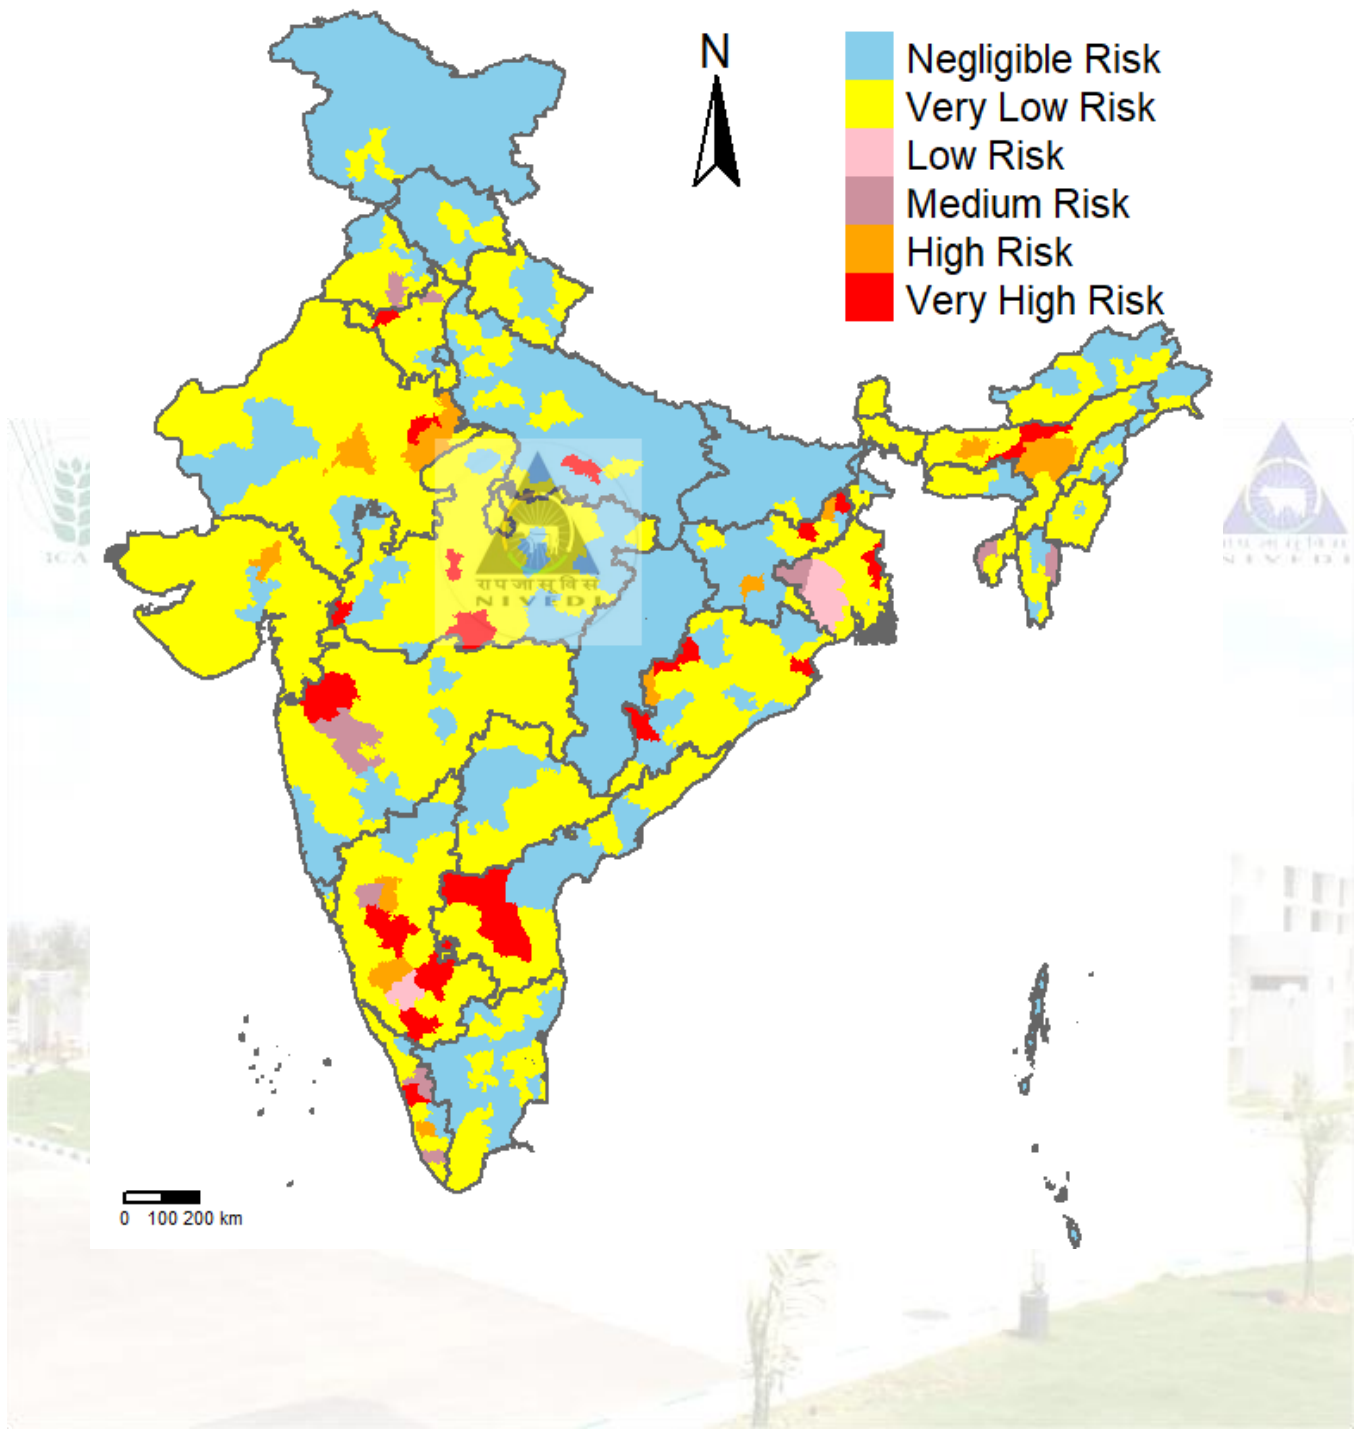 N
Negligible Risk
Very Low Risk
Low Risk
Medium Risk
High Risk
Very High Risk
ICA
राप जा सू वि सं
NIVEDI
0 100 200 km